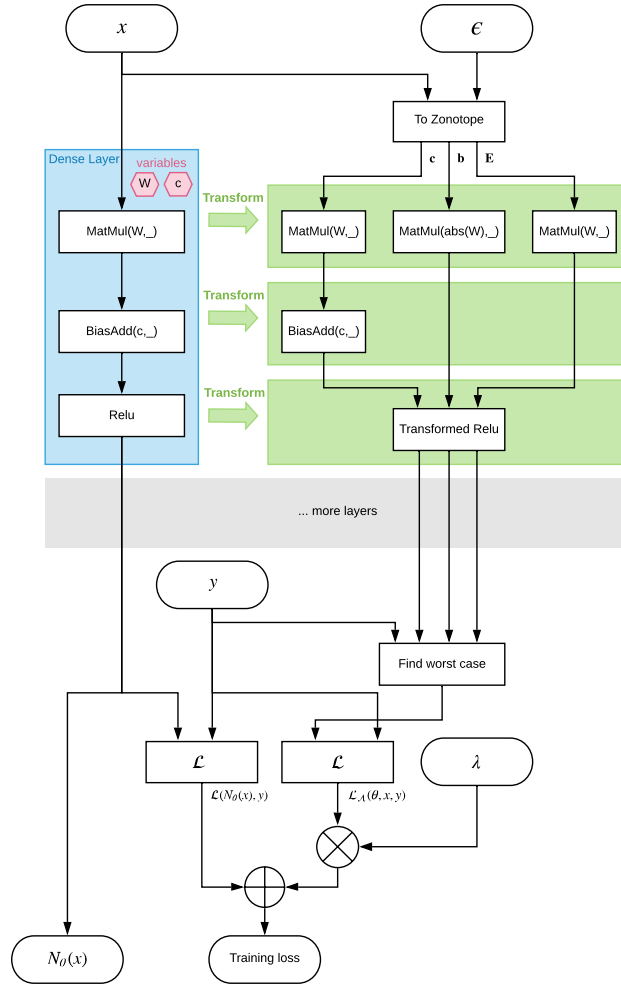 x
ϵ
To Zonotope
c b E
Dense Layer
variables
W c
Transform
MatMul(W,_)
MatMul(W,_)
MatMul(abs(W),_)
MatMul(W,_)
Transform
BiasAdd(c,_)
BiasAdd(c,_)
Transform
Relu
Transformed Relu
... more layers
y
Find worst case
ℒ
ℒ
λ
ℒ(N_θ(x), y)
ℒ_𝒜(θ, x, y)
N_θ(x)
Training loss